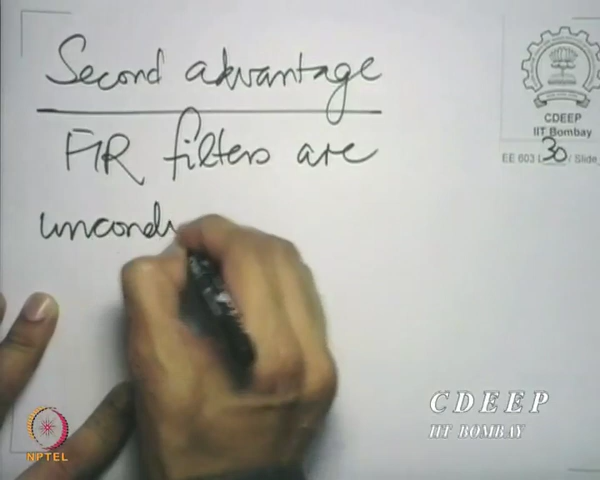 Second advantage
FIR filters are
uncondi
CDEEP
IIT Bombay
EE 603 L 30 / Slide
CDEEP
IIT BOMBAY
NPTEL